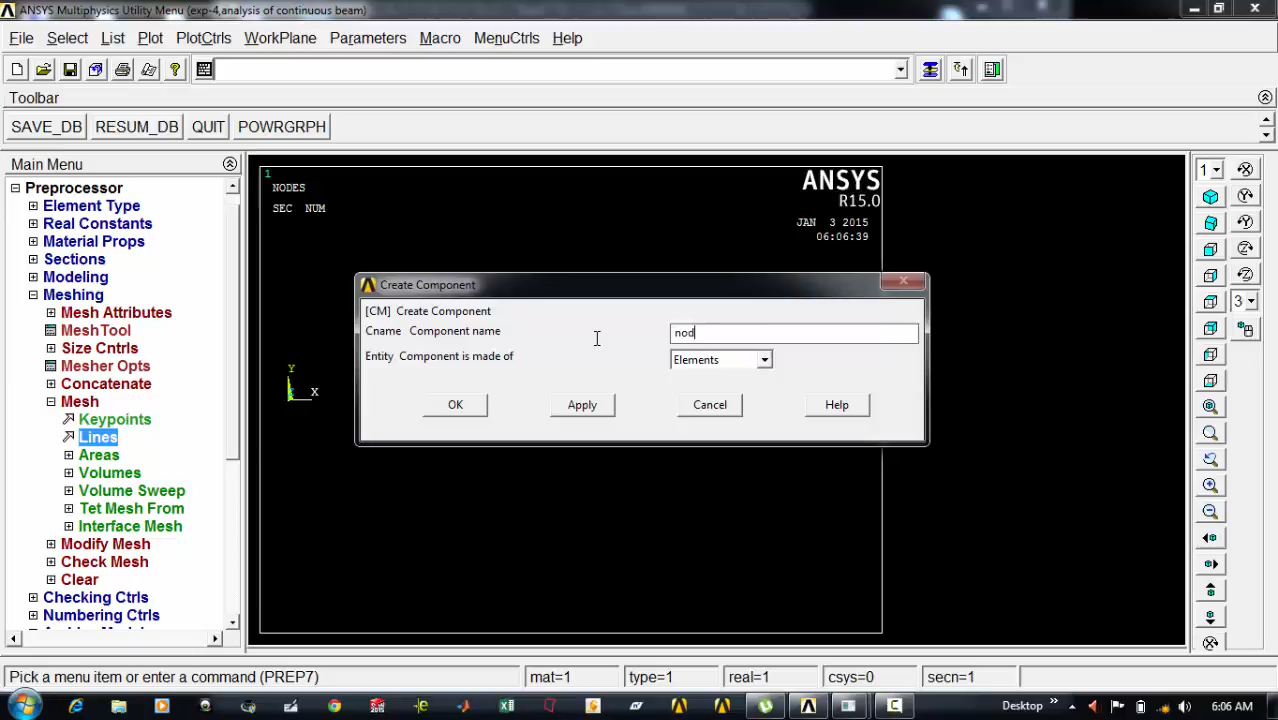 ANSYS Multiphysics Utility Menu (exp-4,analysis of continuous beam)
File Select List Plot PlotCtrls WorkPlane Parameters Macro MenuCtrls Help
Toolbar
SAVE_DB RESUM_DB QUIT POWRGRPH
Main Menu
Preprocessor
Element Type
Real Constants
Material Props
Sections
Modeling
Meshing
Mesh Attributes
MeshTool
Size Cntrls
Mesher Opts
Concatenate
Mesh
Keypoints
Lines
Areas
Volumes
Volume Sweep
Tet Mesh From
Interface Mesh
Modify Mesh
Check Mesh
Clear
Checking Ctrls
Numbering Ctrls
1
NODES
SEC NUM
ANSYS
R15.0
JAN 3 2015
06:06:39
Y
X
Create Component
[CM] Create Component
Cname Component name nod
Entity Component is made of Elements
OK Apply Cancel Help
1
3
Pick a menu item or enter a command (PREP7) mat=1 type=1 real=1 csys=0 secn=1
Desktop 6:06 AM